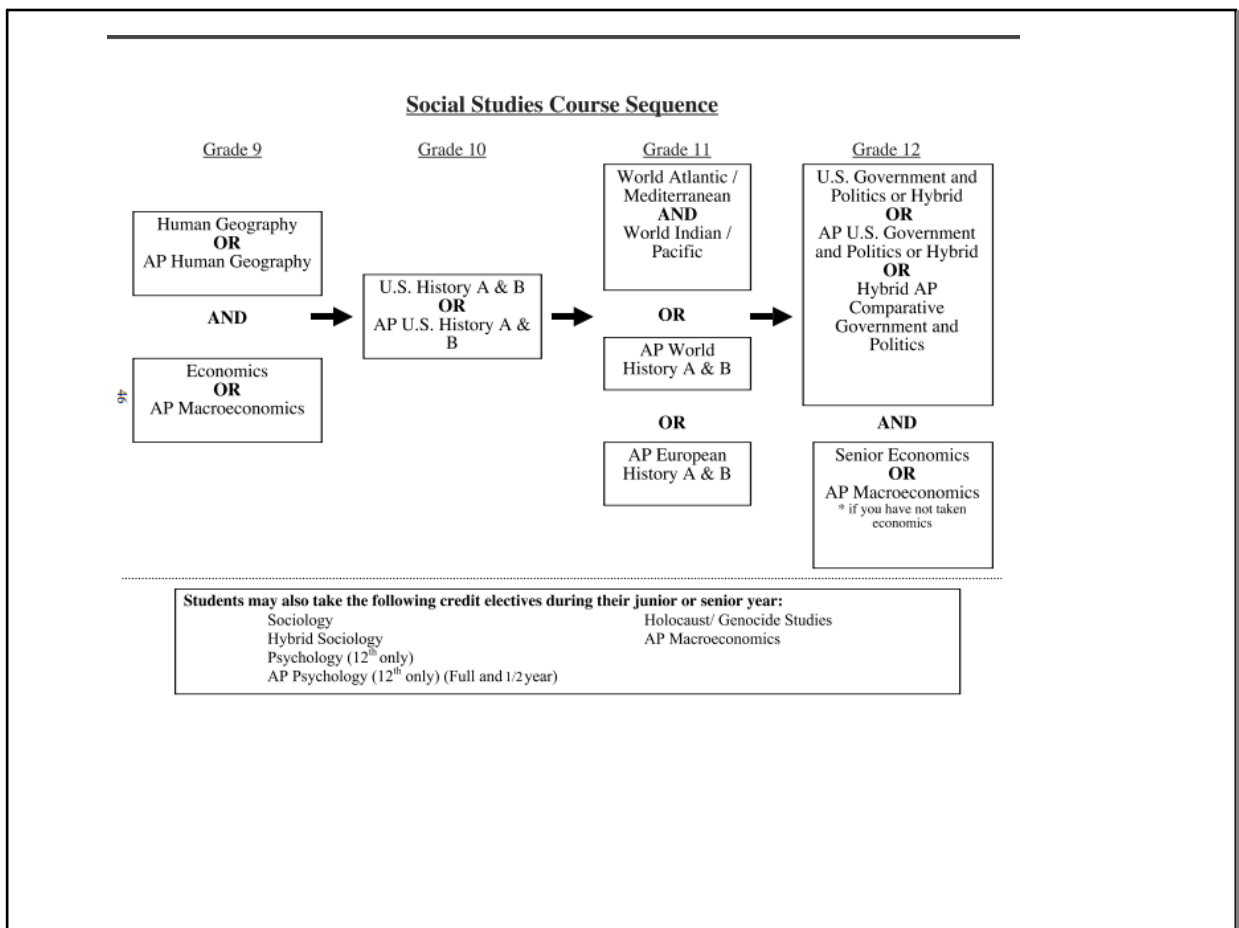 Social Studies Course Sequence
Grade 9
Human Geography
OR
AP Human Geography
AND
Economics
OR
AP Macroeconomics
Grade 10
U.S. History A & B
OR
AP U.S. History A &
B
Grade 11
World Atlantic /
Mediterranean
AND
World Indian /
Pacific
OR
AP World
History A & B
OR
AP European
History A & B
Grade 12
U.S. Government and
Politics or Hybrid
OR
AP U.S. Government
and Politics or Hybrid
OR
Hybrid AP
Comparative
Government and
Politics
AND
Senior Economics
OR
AP Macroeconomics
* if you have not taken
economics
46
Students may also take the following credit electives during their junior or senior year:
Sociology
Hybrid Sociology
Psychology (12th only)
AP Psychology (12th only) (Full and 1/2 year)
Holocaust/ Genocide Studies
AP Macroeconomics